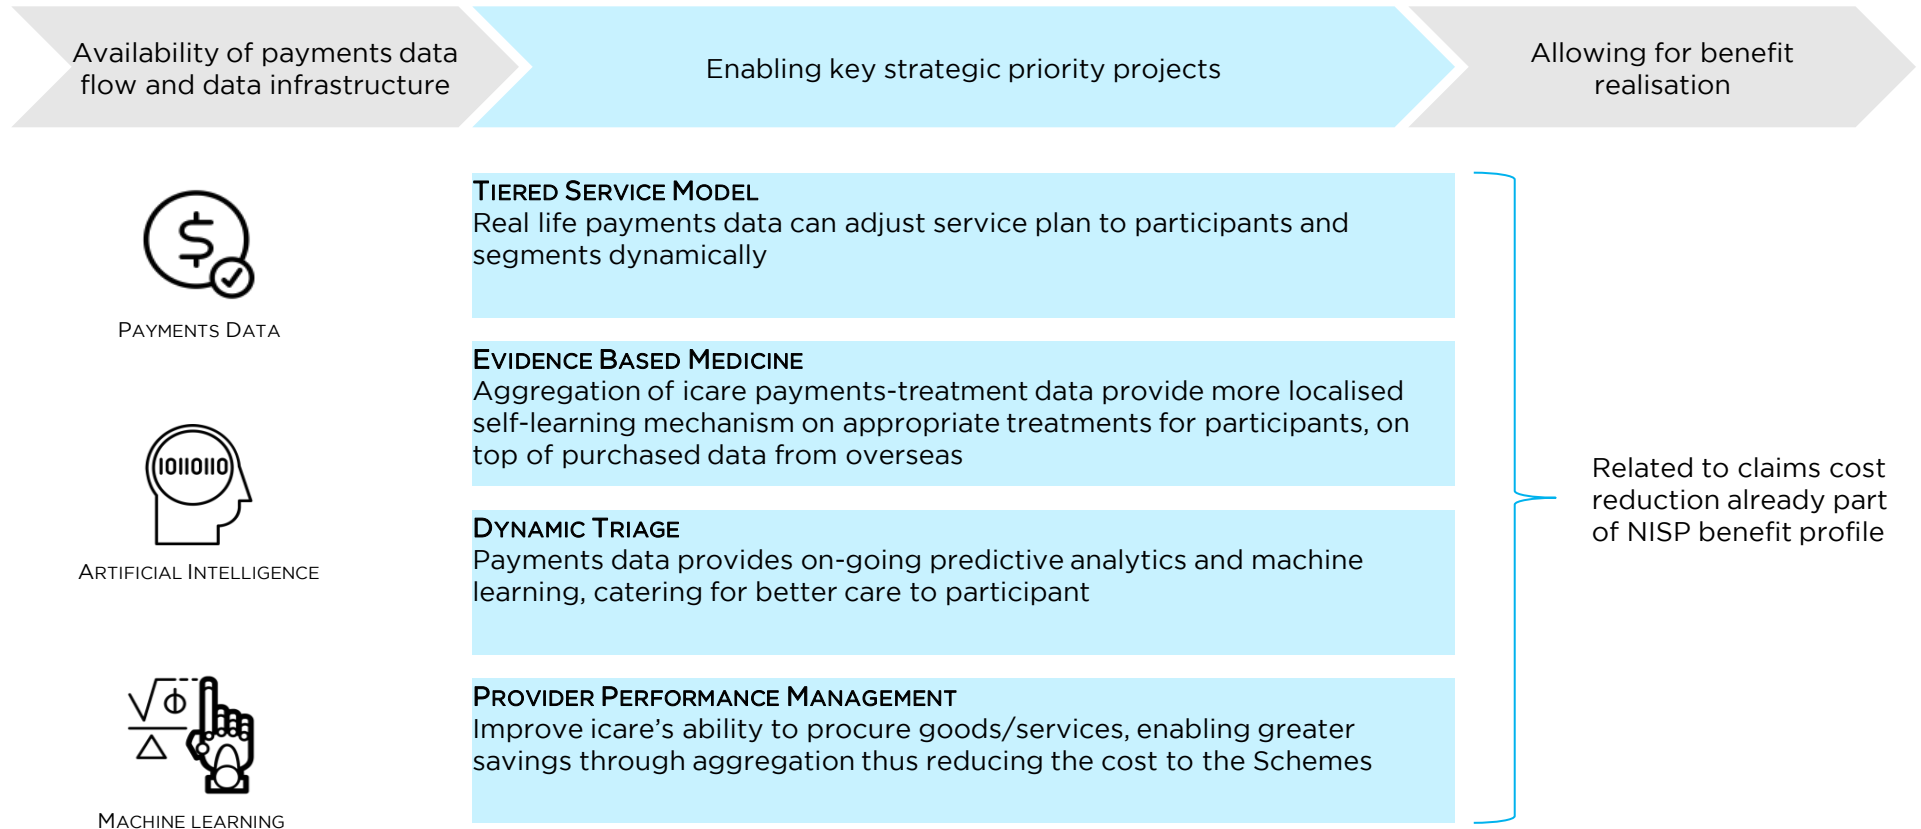 Availability of payments data
flow and data infrastructure
Enabling key strategic priority projects
Allowing for benefit
realisation
PAYMENTS DATA
10110110
ARTIFICIAL INTELLIGENCE
√ Φ
Δ
MACHINE LEARNING
TIERED SERVICE MODEL
Real life payments data can adjust service plan to participants and
segments dynamically
EVIDENCE BASED MEDICINE
Aggregation of icare payments-treatment data provide more localised
self-learning mechanism on appropriate treatments for participants, on
top of purchased data from overseas
DYNAMIC TRIAGE
Payments data provides on-going predictive analytics and machine
learning, catering for better care to participant
PROVIDER PERFORMANCE MANAGEMENT
Improve icare’s ability to procure goods/services, enabling greater
savings through aggregation thus reducing the cost to the Schemes
Related to claims cost
reduction already part
of NISP benefit profile